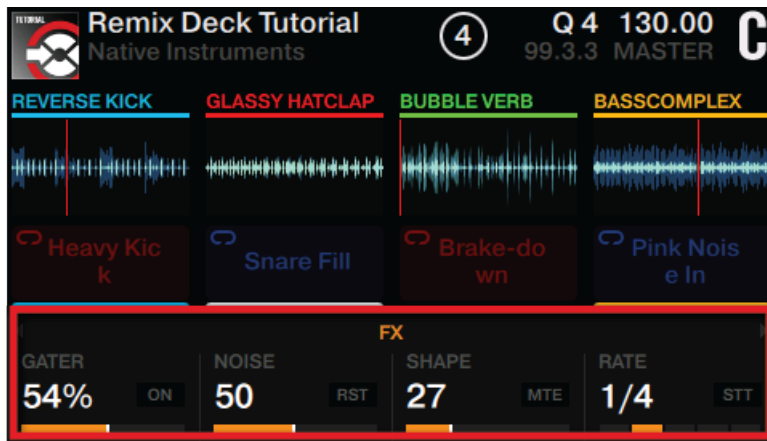 TUTORIAL
Remix Deck Tutorial
Native Instruments
4
Q 4 130.00
99.3.3 MASTER
C
REVERSE KICK GLASSY HATCLAP BUBBLE VERB BASSCOMPLEX
Heavy Kic
k
Snare Fill
Brake-do
wn
Pink Nois
e In
FX
GATER NOISE SHAPE RATE
54% ON 50 RST 27 MTE 1/4 STT